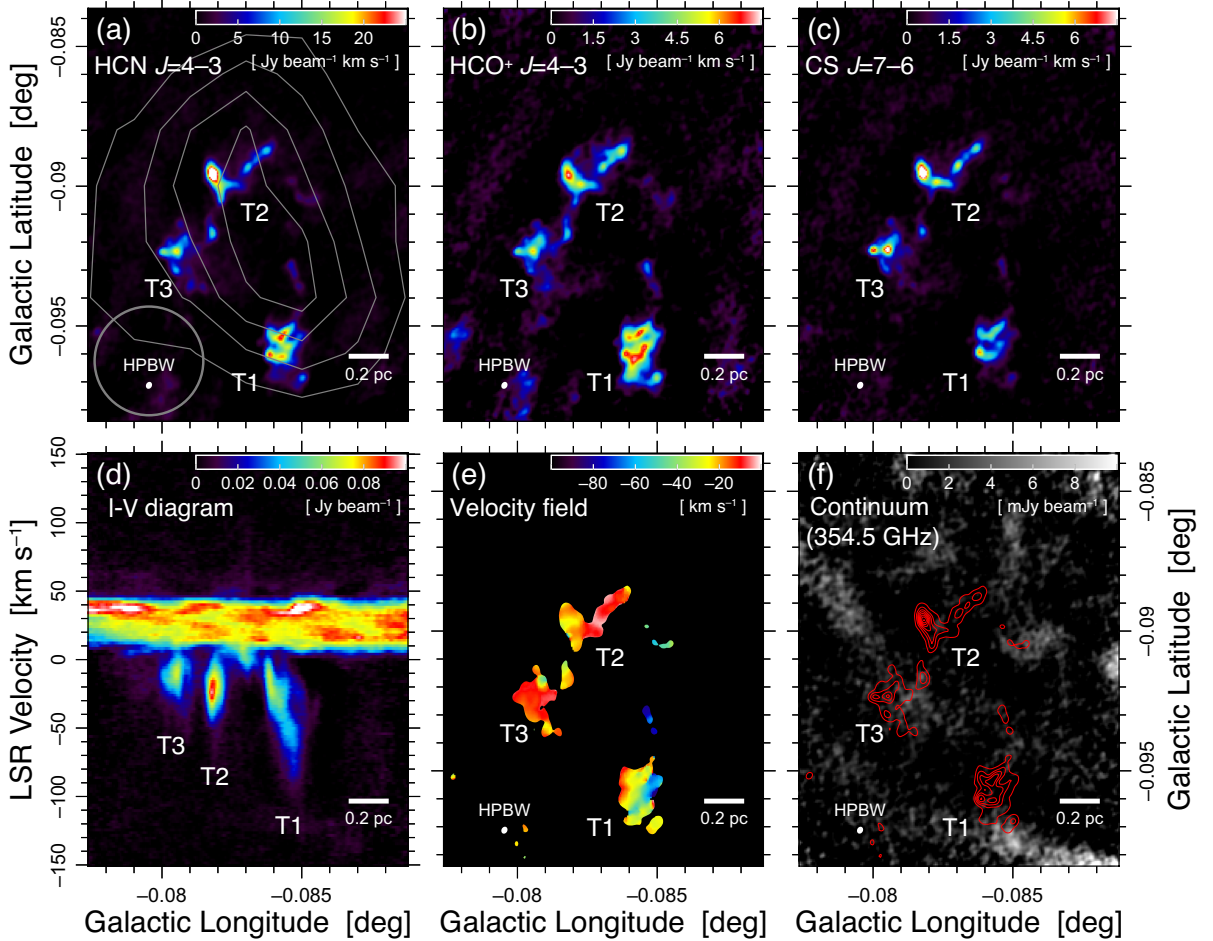 (a)
0 5 10 15 20
[ Jy beam⁻¹ km s⁻¹ ]
HCN J=4–3
T2
T3
T1
HPBW
0.2 pc
(b)
0 1.5 3 4.5 6
[ Jy beam⁻¹ km s⁻¹ ]
HCO⁺ J=4–3
T2
T3
T1
HPBW
0.2 pc
(c)
0 1.5 3 4.5 6
[ Jy beam⁻¹ km s⁻¹ ]
CS J=7–6
T2
T3
T1
HPBW
0.2 pc
−0.085
−0.09
−0.095
Galactic Latitude [deg]
(d)
0 0.02 0.04 0.06 0.08
[ Jy beam⁻¹ ]
l-V diagram
T3
T2
T1
0.2 pc
150
100
50
0
−50
−100
−150
LSR Velocity [km s⁻¹]
(e)
−80 −60 −40 −20
[ km s⁻¹ ]
Velocity field
T2
T3
T1
HPBW
0.2 pc
(f)
0 2 4 6 8
[ mJy beam⁻¹ ]
Continuum
(354.5 GHz)
T2
T3
T1
HPBW
0.2 pc
−0.085
−0.09
−0.095
Galactic Latitude [deg]
−0.08 −0.085
Galactic Longitude [deg]
−0.08 −0.085
Galactic Longitude [deg]
−0.08 −0.085
Galactic Longitude [deg]